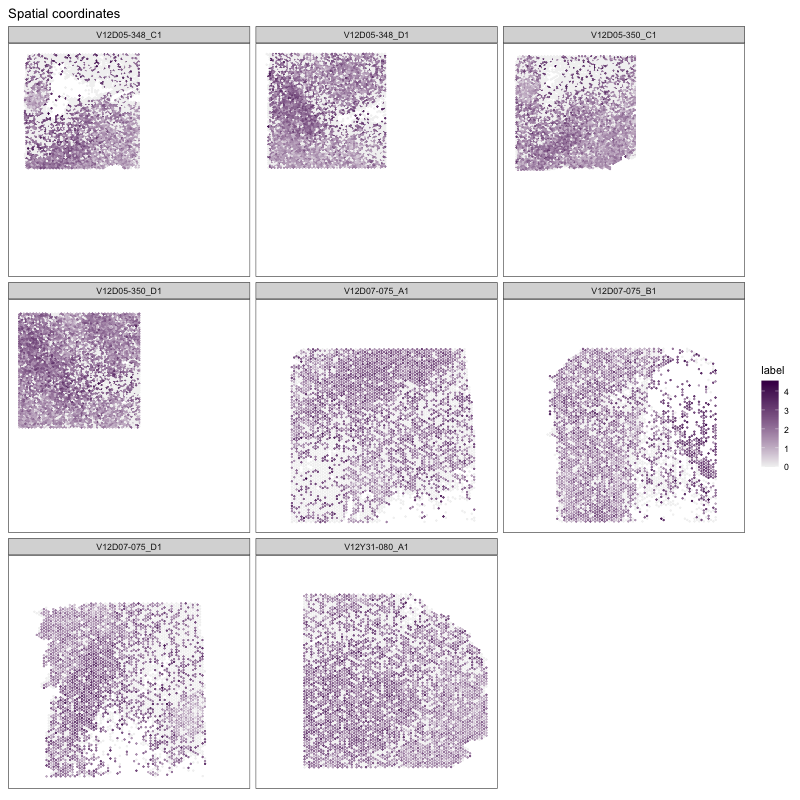 Spatial coordinates
V12D05-348_C1
V12D05-348_D1
V12D05-350_C1
V12D05-350_D1
V12D07-075_A1
V12D07-075_B1
label
4
3
2
1
0
V12D07-075_D1
V12Y31-080_A1